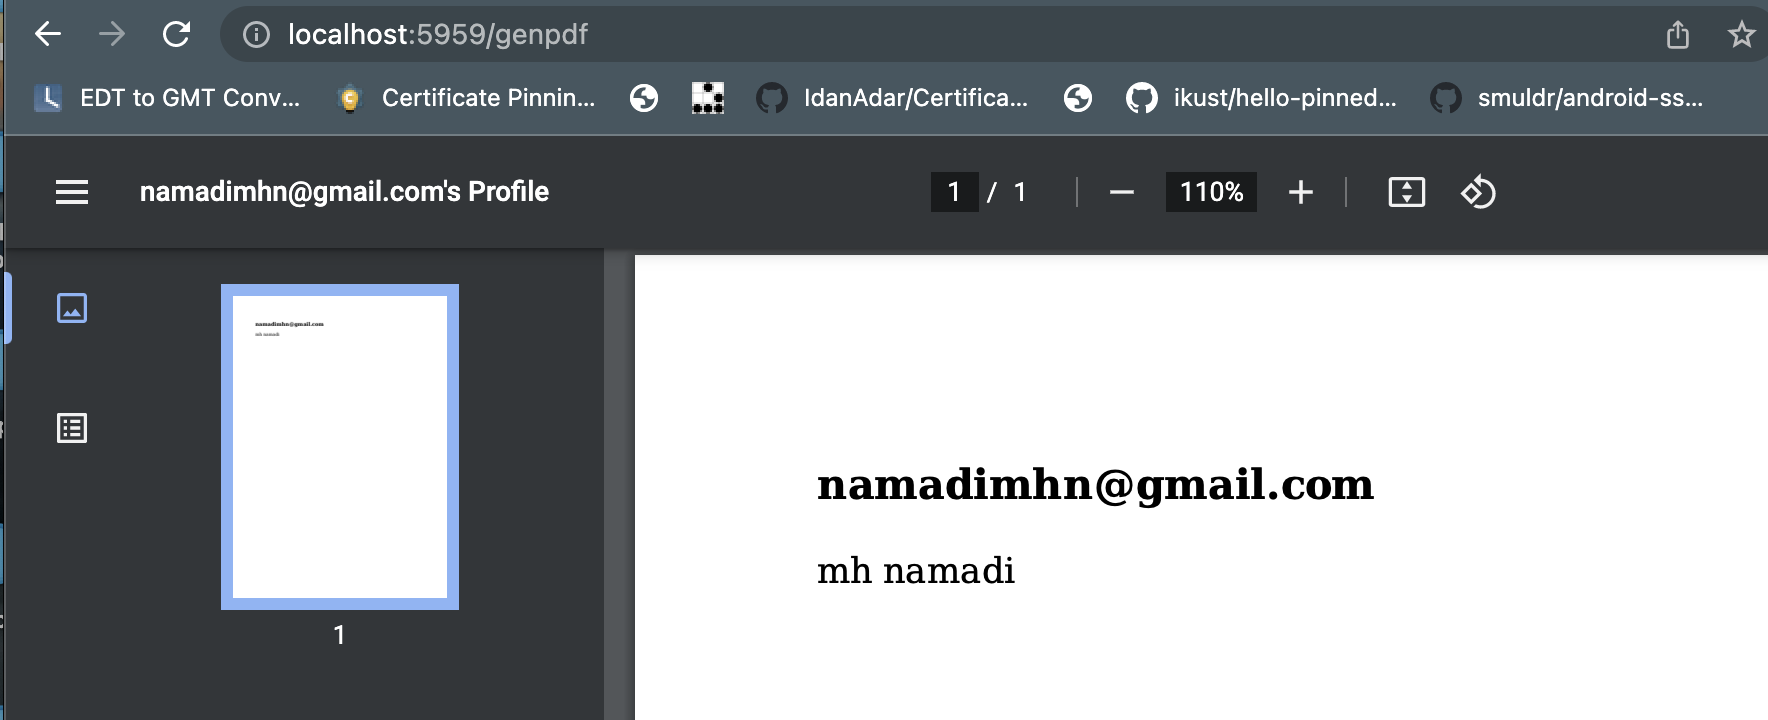 localhost:5959/genpdf
EDT to GMT Conv... Certificate Pinnin... IdanAdar/Certifica... ikust/hello-pinned... smuldr/android-ss...
namadimhn@gmail.com's Profile 1 / 1 110%
namadimhn@gmail.com
mh namadi
1
namadimhn@gmail.com
mh namadi